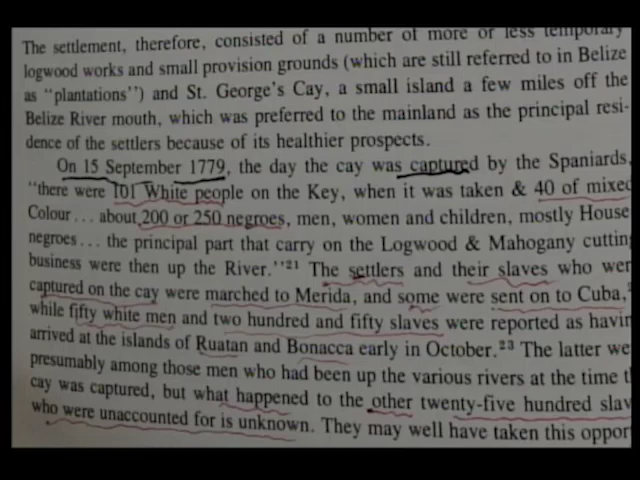 The settlement, therefore, consisted of a number of more or less temporary
logwood works and small provision grounds (which are still referred to in Belize
as "plantations") and St. George's Cay, a small island a few miles off the
Belize River mouth, which was preferred to the mainland as the principal resi-
dence of the settlers because of its healthier prospects.
On 15 September 1779, the day the cay was captured by the Spaniards,
"there were 101 White people on the Key, when it was taken & 40 of mixed
Colour... about 200 or 250 negroes, men, women and children, mostly House
negroes... the principal part that carry on the Logwood & Mahogany cutting
business were then up the River."21 The settlers and their slaves who wer
captured on the cay were marched to Merida, and some were sent on to Cuba,
while fifty white men and two hundred and fifty slaves were reported as havin
arrived at the islands of Ruatan and Bonacca early in October.23 The latter we
presumably among those men who had been up the various rivers at the time t
cay was captured, but what happened to the other twenty-five hundred slav
who were unaccounted for is unknown. They may well have taken this oppor